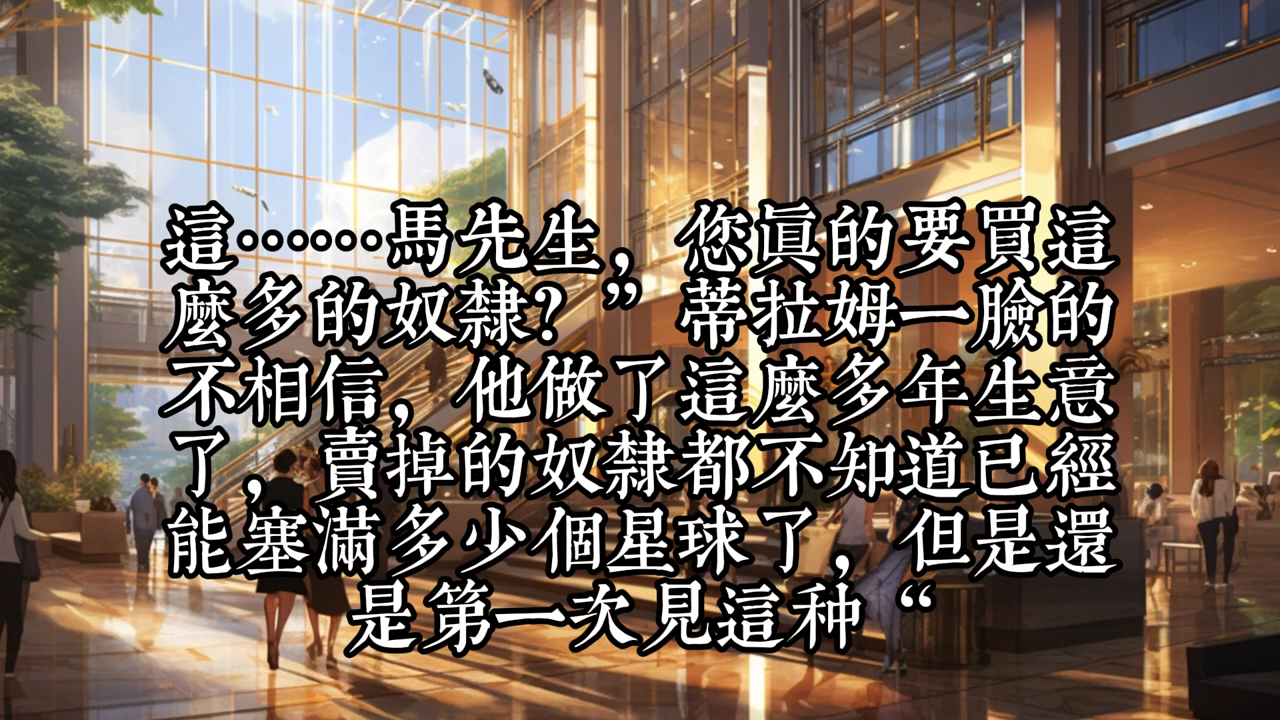 這……馬先生，您眞的要買這
麼多的奴隸？”蒂拉姆一臉的
不相信，他做了這麼多年生意
了，賣掉的奴隸都不知道已經
能塞滿多少個星球了，但是還
是第一次見這种“